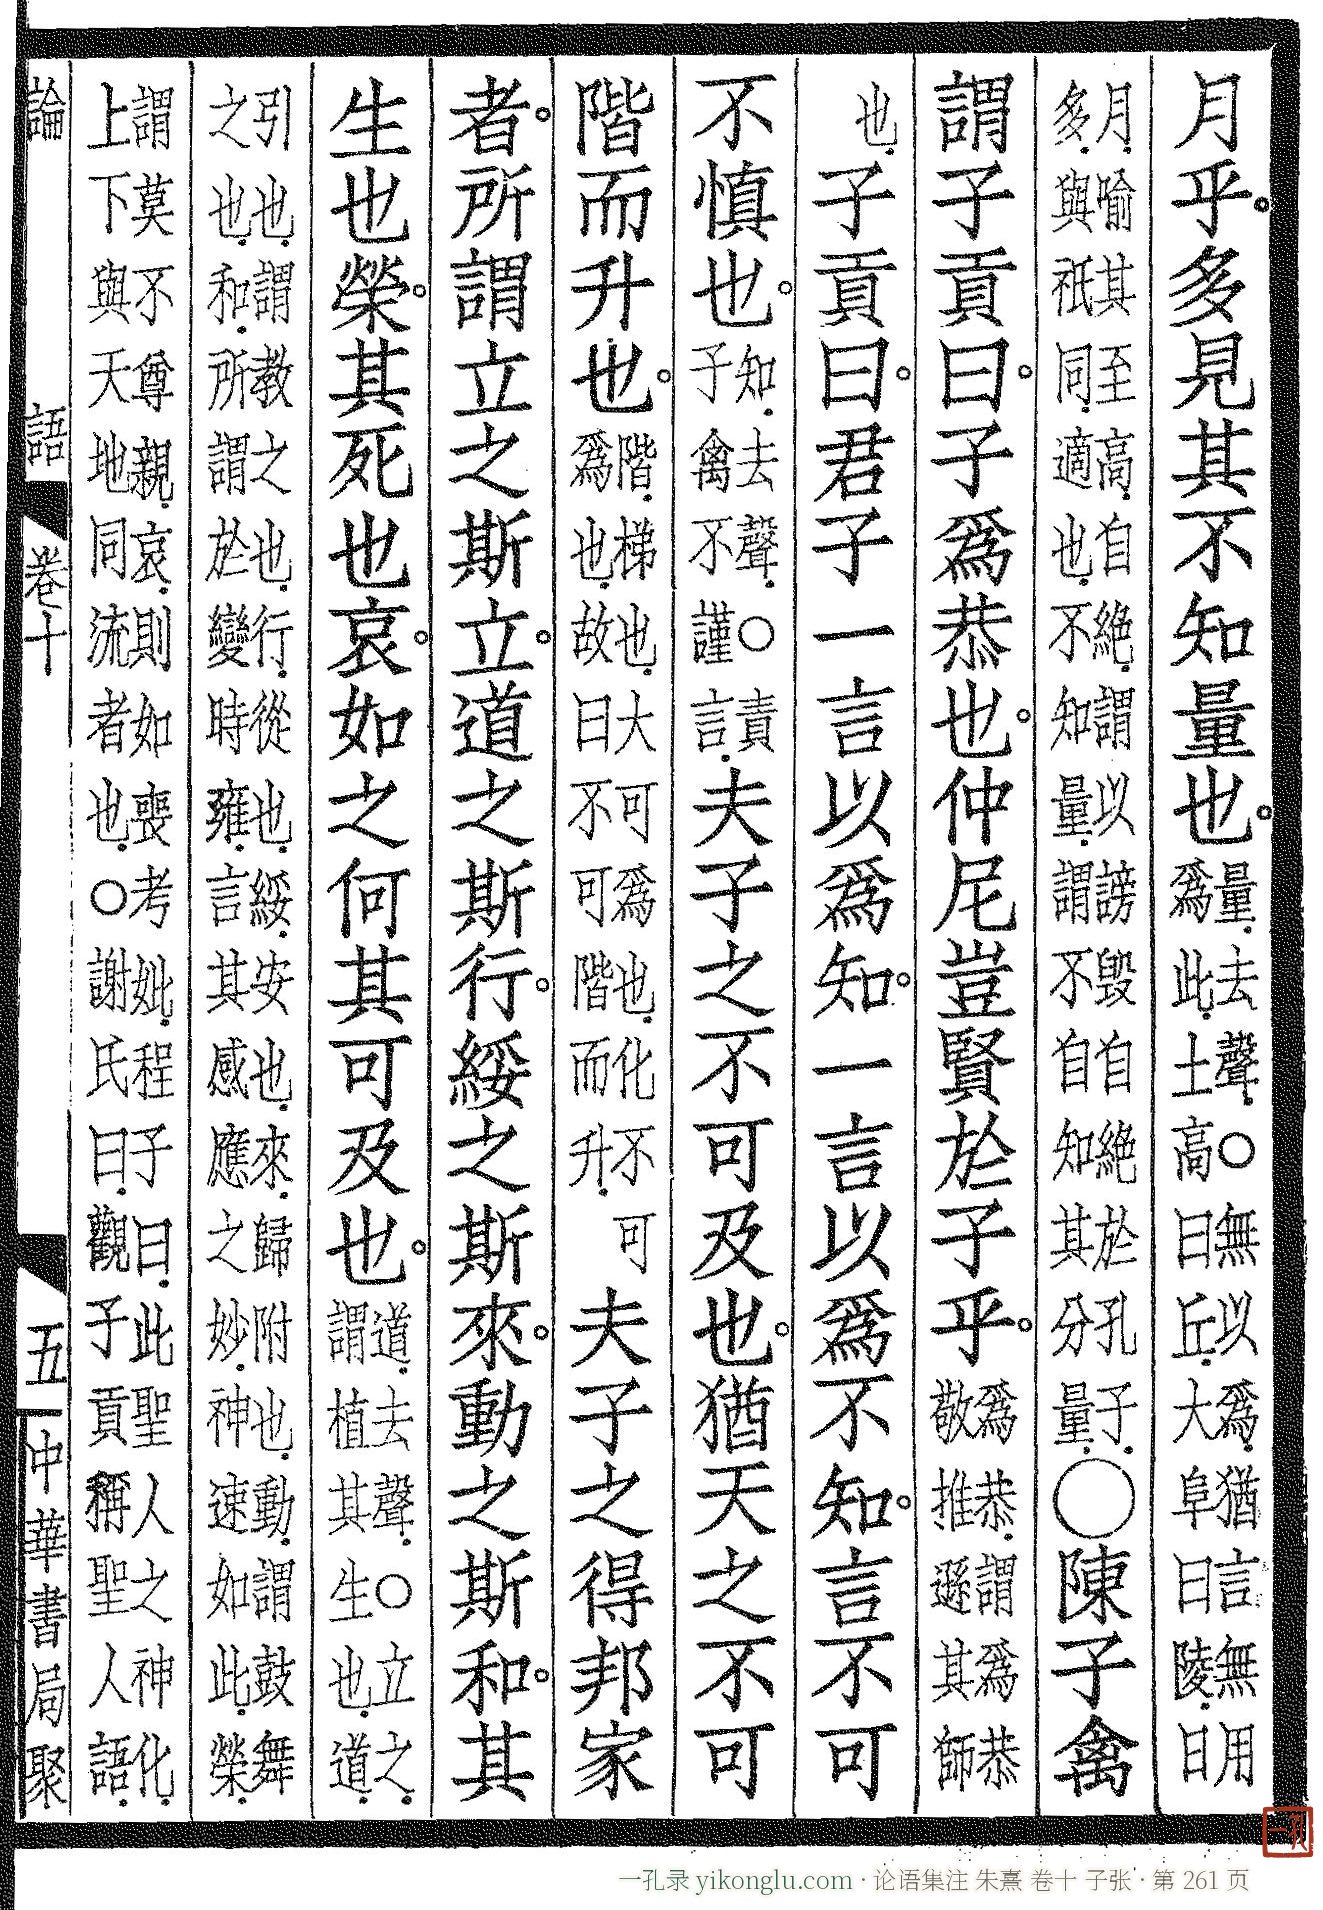 月乎。多見其不知量也。量.去聲.○無以爲.猶言無用爲此.土高曰丘.大阜曰陵.日
月.喻其至高.自絕.謂以謗毀自絕於孔子.多.與祇同.適也.不知量.謂不自知其分量.○陳子禽
謂子貢曰。子爲恭也。仲尼豈賢於子乎。爲恭.謂爲恭敬推遜其師
也.子貢曰。君子一言以爲知。一言以爲不知。言不可
不慎也。知.去聲.○責子禽不謹言.夫子之不可及也。猶天之不可
階而升也。階.梯也.大可爲也.化不可爲也.故曰不可階而升.夫子之得邦家
者。所謂立之斯立。道之斯行。綏之斯來。動之斯和。其
生也榮。其死也哀。如之何其可及也。道.去聲.○立之.謂植其生也.道.
引也.謂教之也.行.從也.綏.安也.來.歸附也.動.謂鼓舞之也.和.所謂於變時雍.言其感應之妙.神速如此.榮.
謂莫不尊親.哀.則如喪考妣.程子曰.此聖人之神化.上下與天地同流者也.○謝氏曰.觀子貢稱聖人語.
論語 卷十 五 中華書局聚
一孔
一孔录 yikonglu.com · 论语集注 朱熹 卷十 子张 · 第 261 页